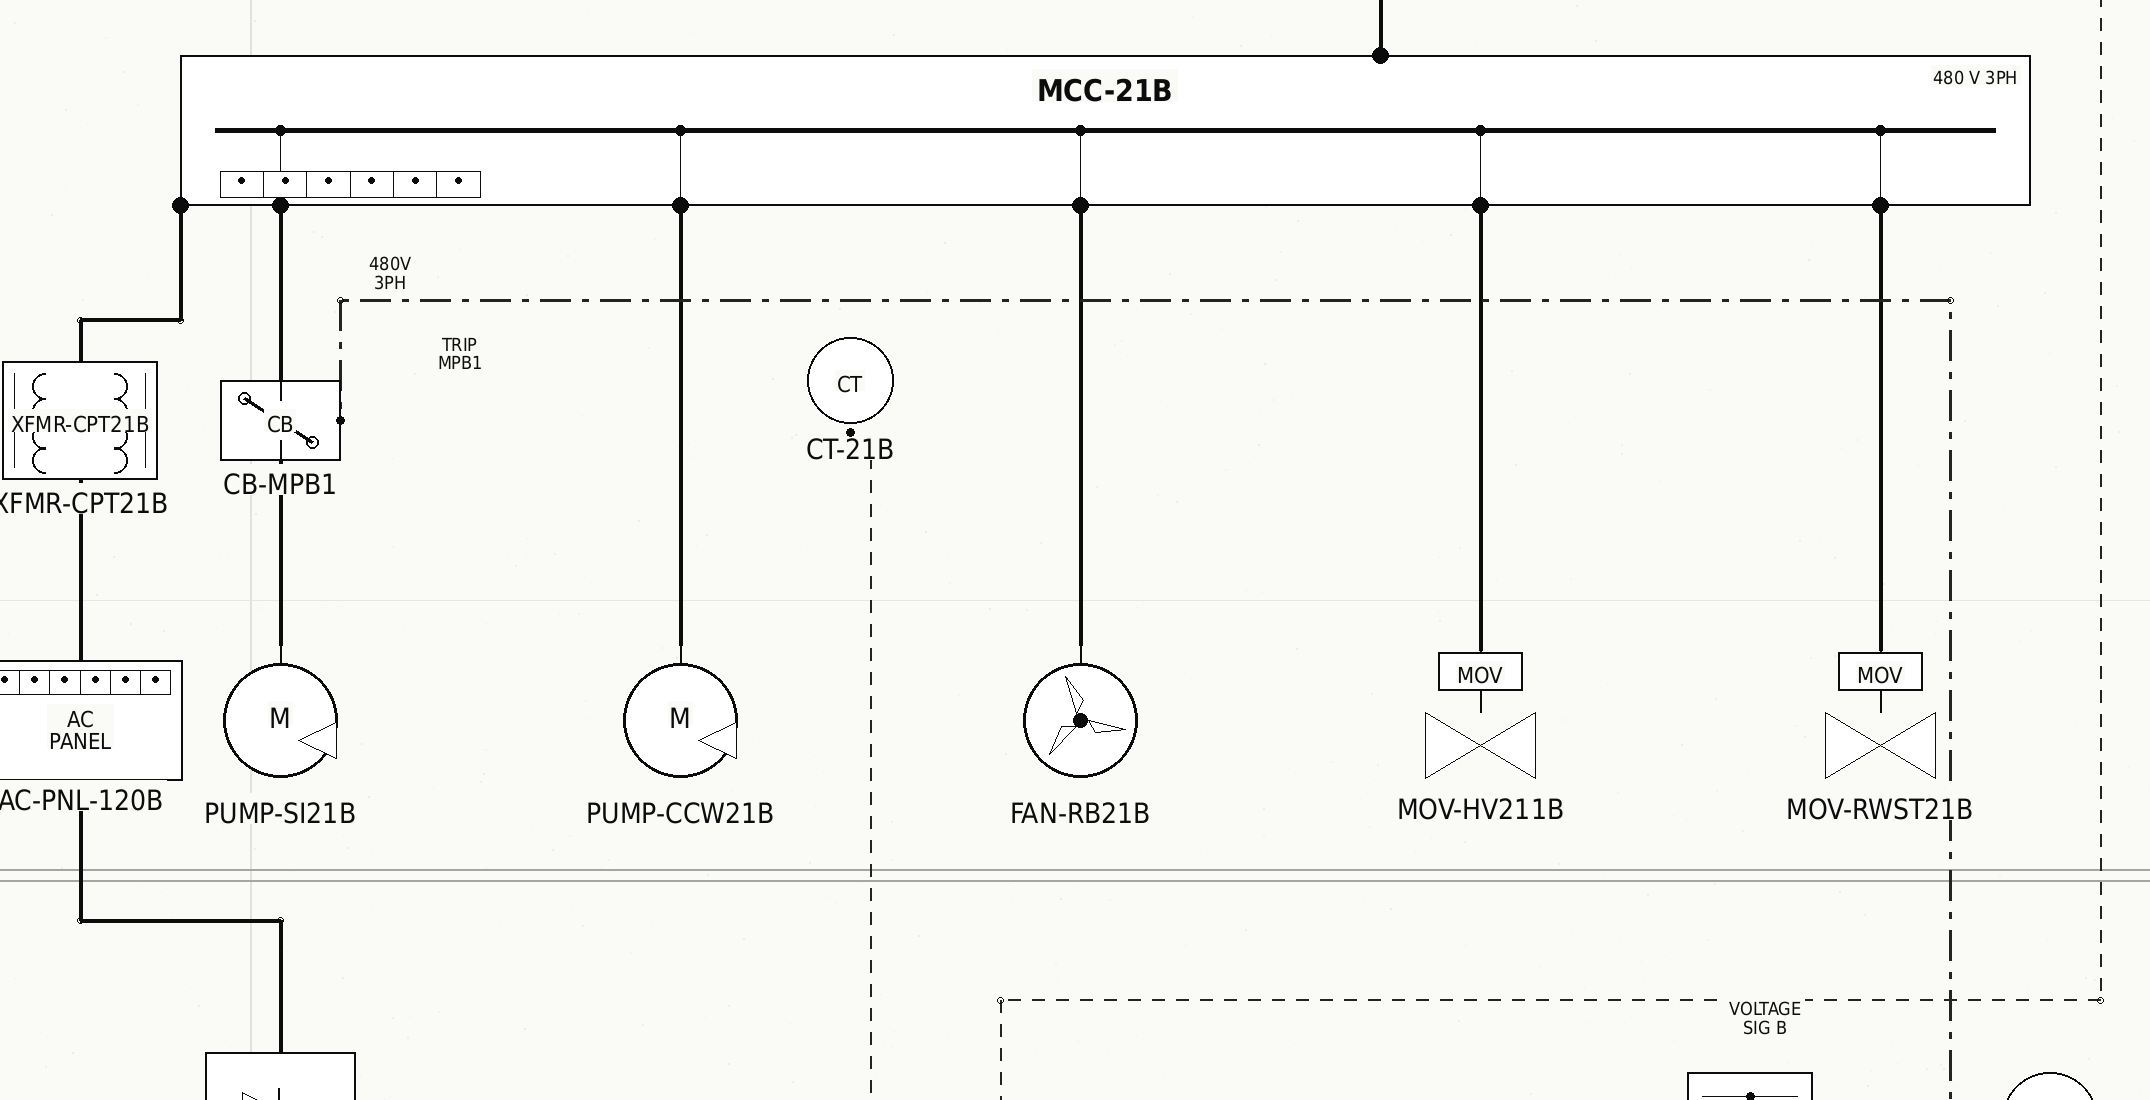 MCC-21B
480 V 3PH
480V
3PH
TRIP
MPB1
CT
CT-21B
XFMR-CPT21B
XFMR-CPT21B
CB
CB-MPB1
MOV
MOV
AC
PANEL
M
M
AC-PNL-120B
PUMP-SI21B
PUMP-CCW21B
FAN-RB21B
MOV-HV211B
MOV-RWST21B
VOLTAGE
SIG B